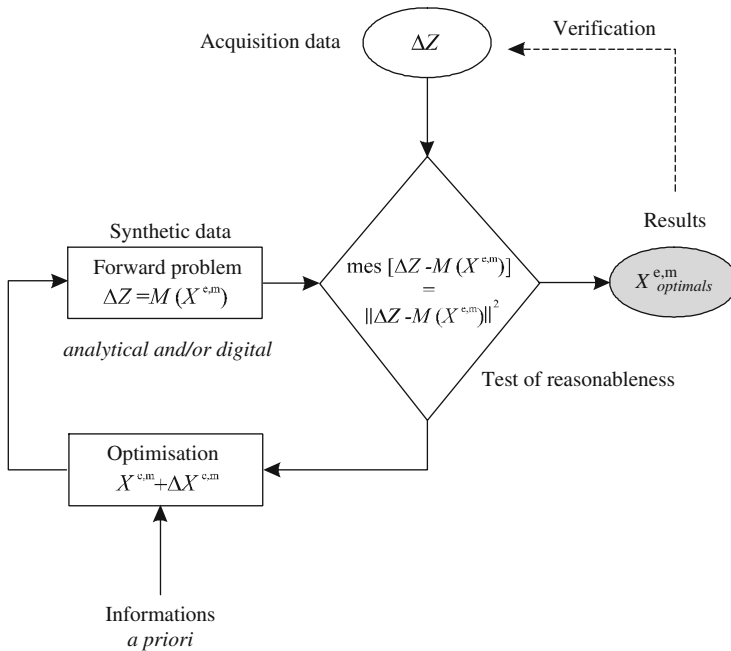 Acquisition data
ΔZ
Verification
Synthetic data
Forward problem
ΔZ =M (X^e,m)
analytical and/or digital
mes [ΔZ -M (X^e,m)]
=
||ΔZ -M (X^e,m)||^2
Results
X^e,m_optimals
Test of reasonableness
Optimisation
X^e,m+ΔX^e,m
Informations
a priori